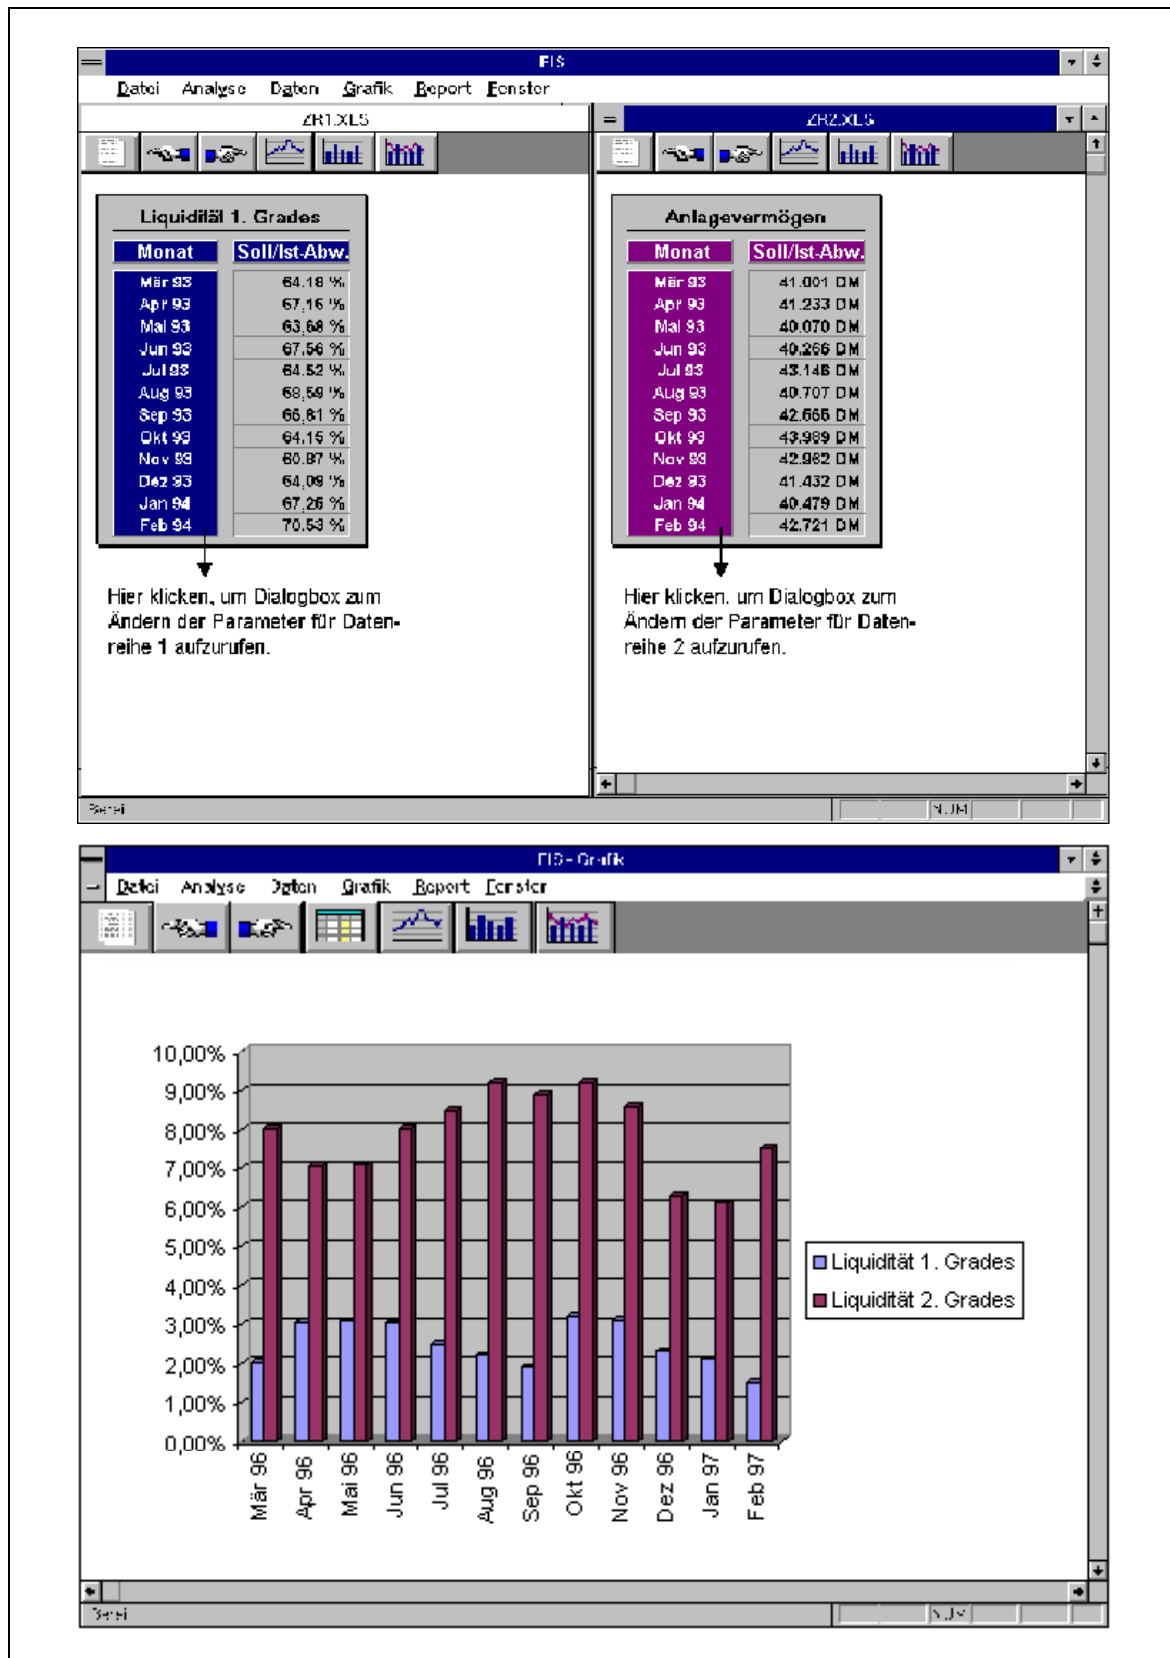 FIS
Datei Analyse Daten Grafik Report Fenster
ZR1.XLS
Liquidität 1. Grades
Monat Soll/Ist-Abw.
Mär 93 64.18 %
Apr 93 67,16 %
Mai 93 63,68 %
Jun 93 67.56 %
Jul 93 64.52 %
Aug 93 68,59 %
Sep 93 66,81 %
Okt 93 64,15 %
Nov 93 60.87 %
Dez 93 64,09 %
Jan 94 67,26 %
Feb 94 70.53 %
Hier klicken, um Dialogbox zum
Ändern der Parameter für Daten-
reihe 1 aufzurufen.
ZR2.XLS
Anlagevermögen
Monat Soll/Ist-Abw.
Mär 93 41.001 DM
Apr 93 41.233 DM
Mai 93 40.070 DM
Jun 93 40.266 DM
Jul 93 43.146 DM
Aug 93 40.707 DM
Sep 93 42.666 DM
Okt 93 43.989 DM
Nov 93 42.982 DM
Dez 93 41.432 DM
Jan 94 40.479 DM
Feb 94 42.721 DM
Hier klicken, um Dialogbox zum
Ändern der Parameter für Daten-
reihe 2 aufzurufen.
NUM
FIS - Grafik
Datei Analyse Daten Grafik Report Fenster
10,00%
9,00%
8,00%
7,00%
6,00%
5,00%
4,00%
3,00%
2,00%
1,00%
0,00%
Mär 96
Apr 96
Mai 96
Jun 96
Jul 96
Aug 96
Sep 96
Okt 96
Nov 96
Dez 96
Jan 97
Feb 97
Liquidität 1. Grades
Liquidität 2. Grades
NUM